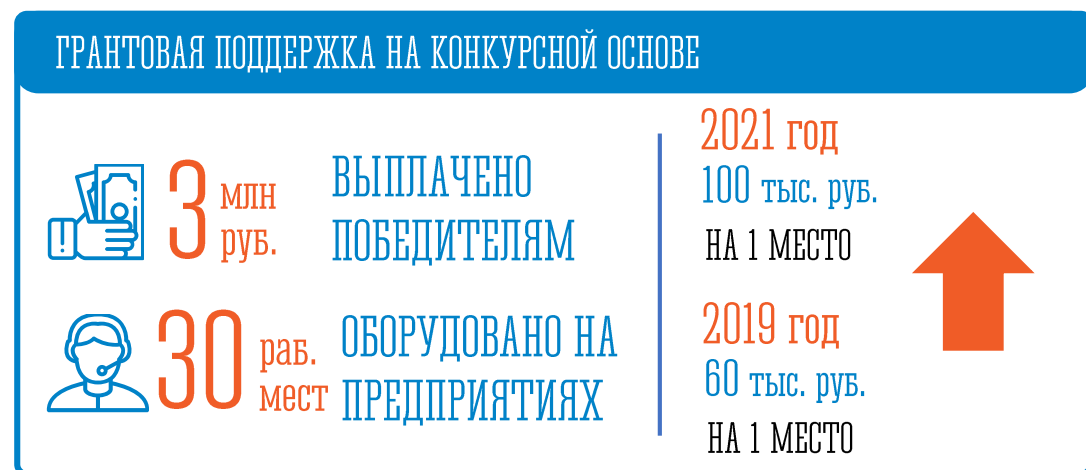 ГРАНТОВАЯ ПОДДЕРЖКА НА КОНКУРСНОЙ ОСНОВЕ
3 млн руб.
ВЫПЛАЧЕНО
ПОБЕДИТЕЛЯМ
30 раб. мест
ОБОРУДОВАНО НА
ПРЕДПРИЯТИЯХ
2021 год
100 тыс. руб.
НА 1 МЕСТО
2019 год
60 тыс. руб.
НА 1 МЕСТО